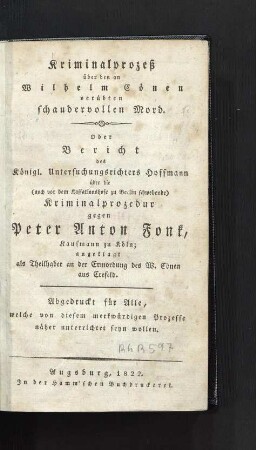 Kriminalprozeß
über den an
Wilhelm Cönen
verübten
schaudervollen Mord.
Oder
Bericht
des
Königl. Untersuchungsrichters Hoffmann
über die
(auch vor dem Kassationshofe zu Berlin schwebende)
Kriminalprozedur
gegen
Peter Anton Fonk,
Kaufmann zu Köln;
angeklagt
als Theilhaber an der Ermordung des W. Cönen
aus Crefeld.
Abgedruckt für Alle,
welche von diesem merkwürdigen Prozesse
näher unterrichtet seyn wollen.
Rh B 597
Augsburg, 1822.
In der Hamm'schen Buchdruckerei.